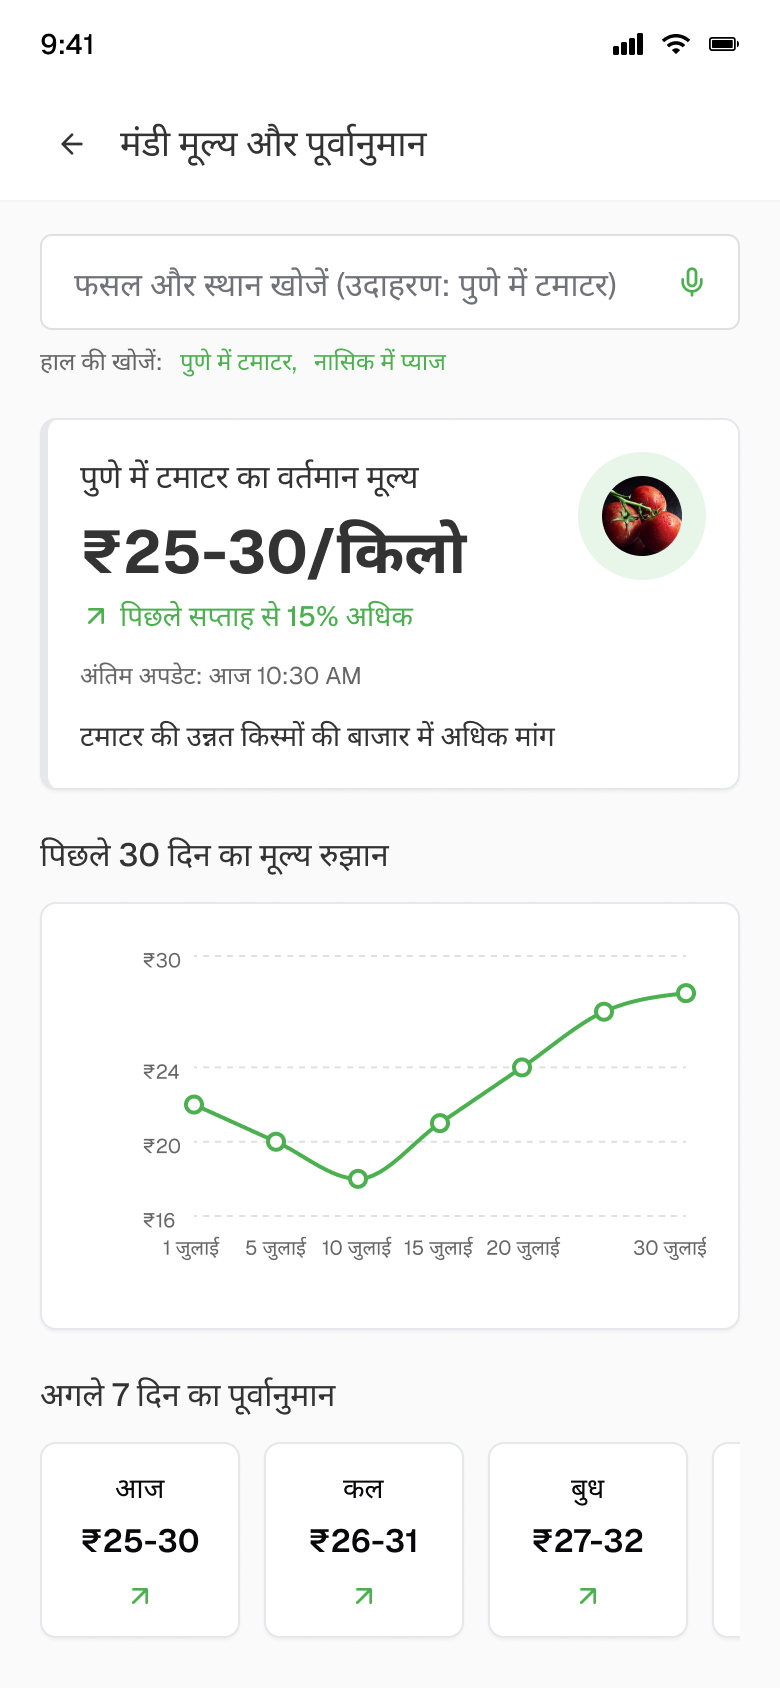 9:41
मंडी मूल्य और पूर्वानुमान
फसल और स्थान खोजें (उदाहरण: पुणे में टमाटर)
हाल की खोजें: पुणे में टमाटर, नासिक में प्याज
पुणे में टमाटर का वर्तमान मूल्य
₹25-30/किलो
पिछले सप्ताह से 15% अधिक
अंतिम अपडेट: आज 10:30 AM
टमाटर की उन्नत किस्मों की बाजार में अधिक मांग
पिछले 30 दिन का मूल्य रुझान
₹30
₹24
₹20
₹16
1 जुलाई 5 जुलाई 10 जुलाई 15 जुलाई 20 जुलाई 30 जुलाई
अगले 7 दिन का पूर्वानुमान
आज कल बुध
₹25-30 ₹26-31 ₹27-32